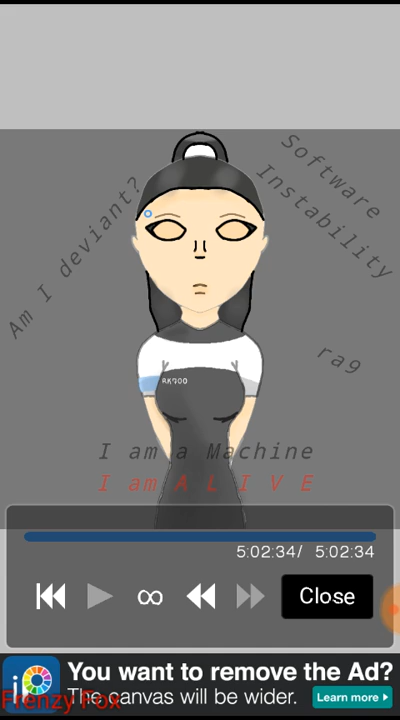 Am I deviant?
Software
Instability
ra9
RK900
I am a Machine
I am A L I V E
5:02:34/ 5:02:34
Close
You want to remove the Ad?
The canvas will be wider.
Learn more
Frenzy Fox